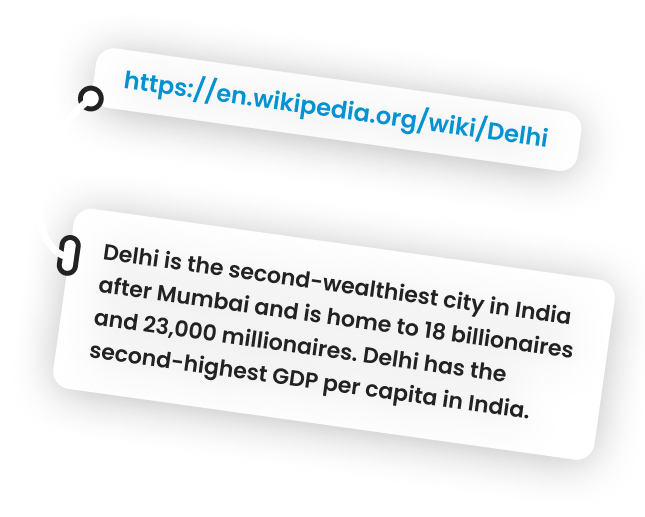 https://en.wikipedia.org/wiki/Delhi
Delhi is the second-wealthiest city in India
after Mumbai and is home to 18 billionaires
and 23,000 millionaires. Delhi has the
second-highest GDP per capita in India.